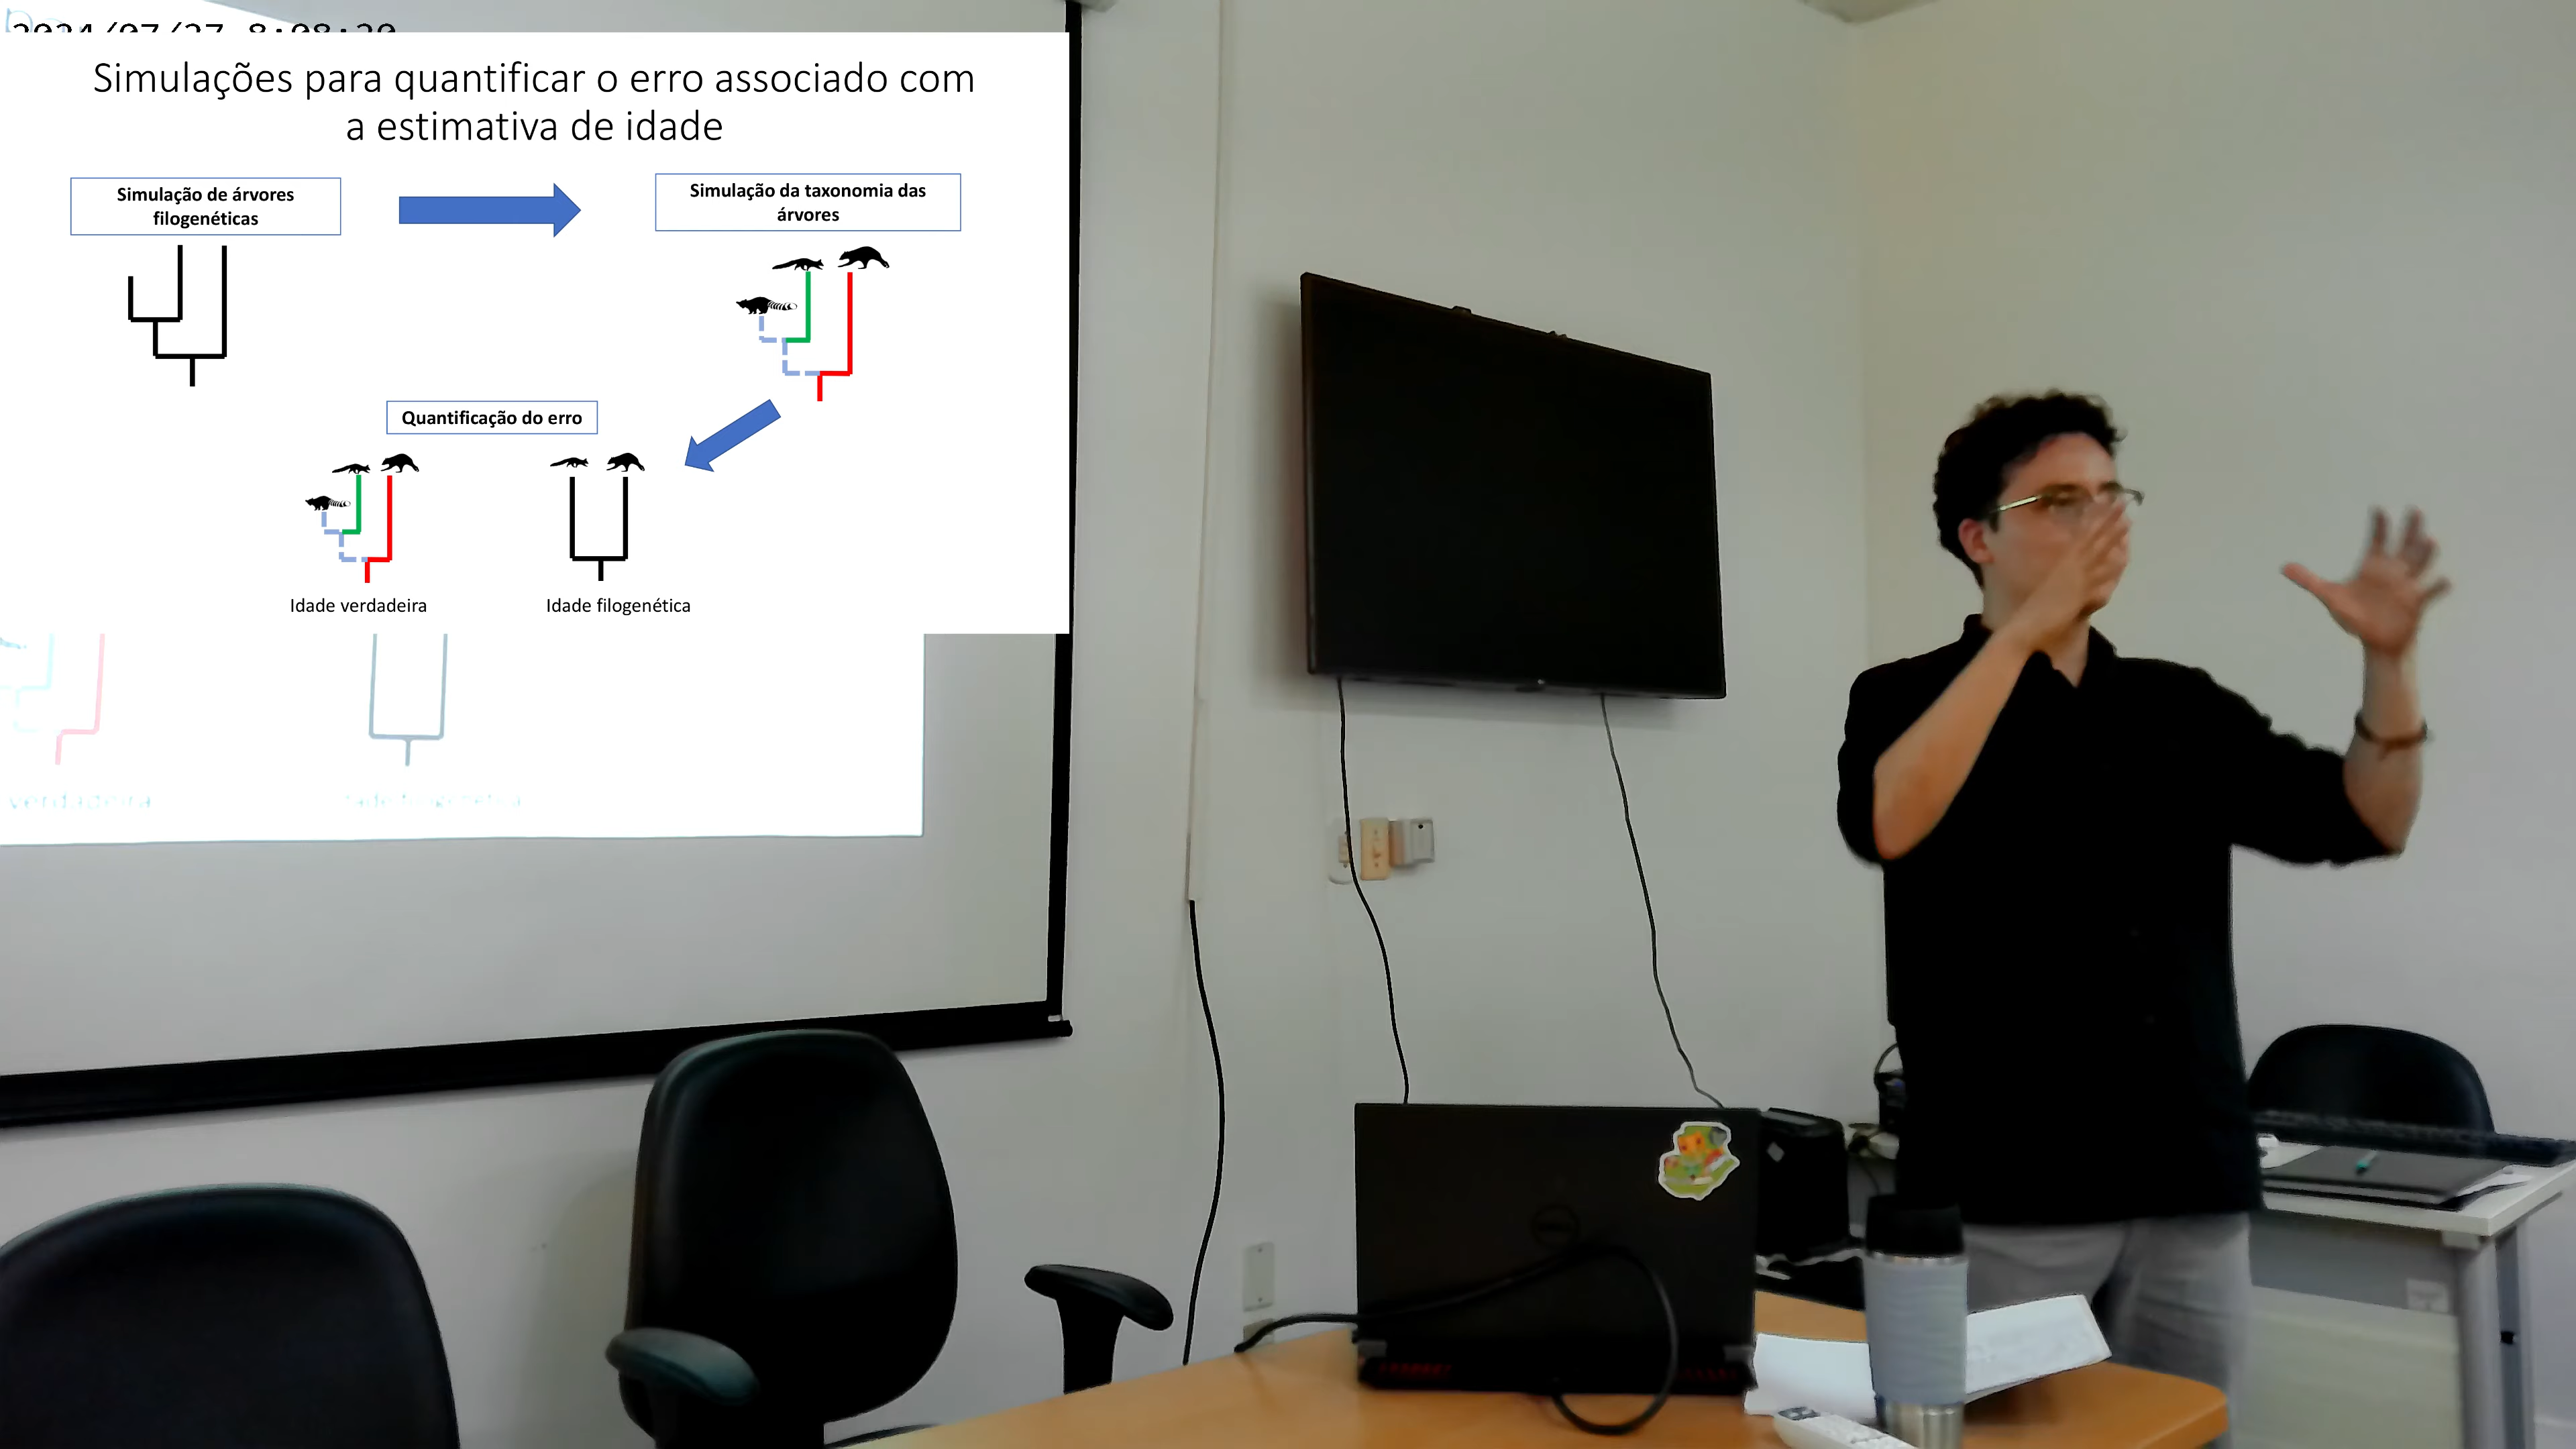 Simulações para quantificar o erro associado com
a estimativa de idade
Simulação de árvores
filogenéticas
Simulação da taxonomia das
árvores
Quantificação do erro
Idade verdadeira
Idade filogenética
verdadeira